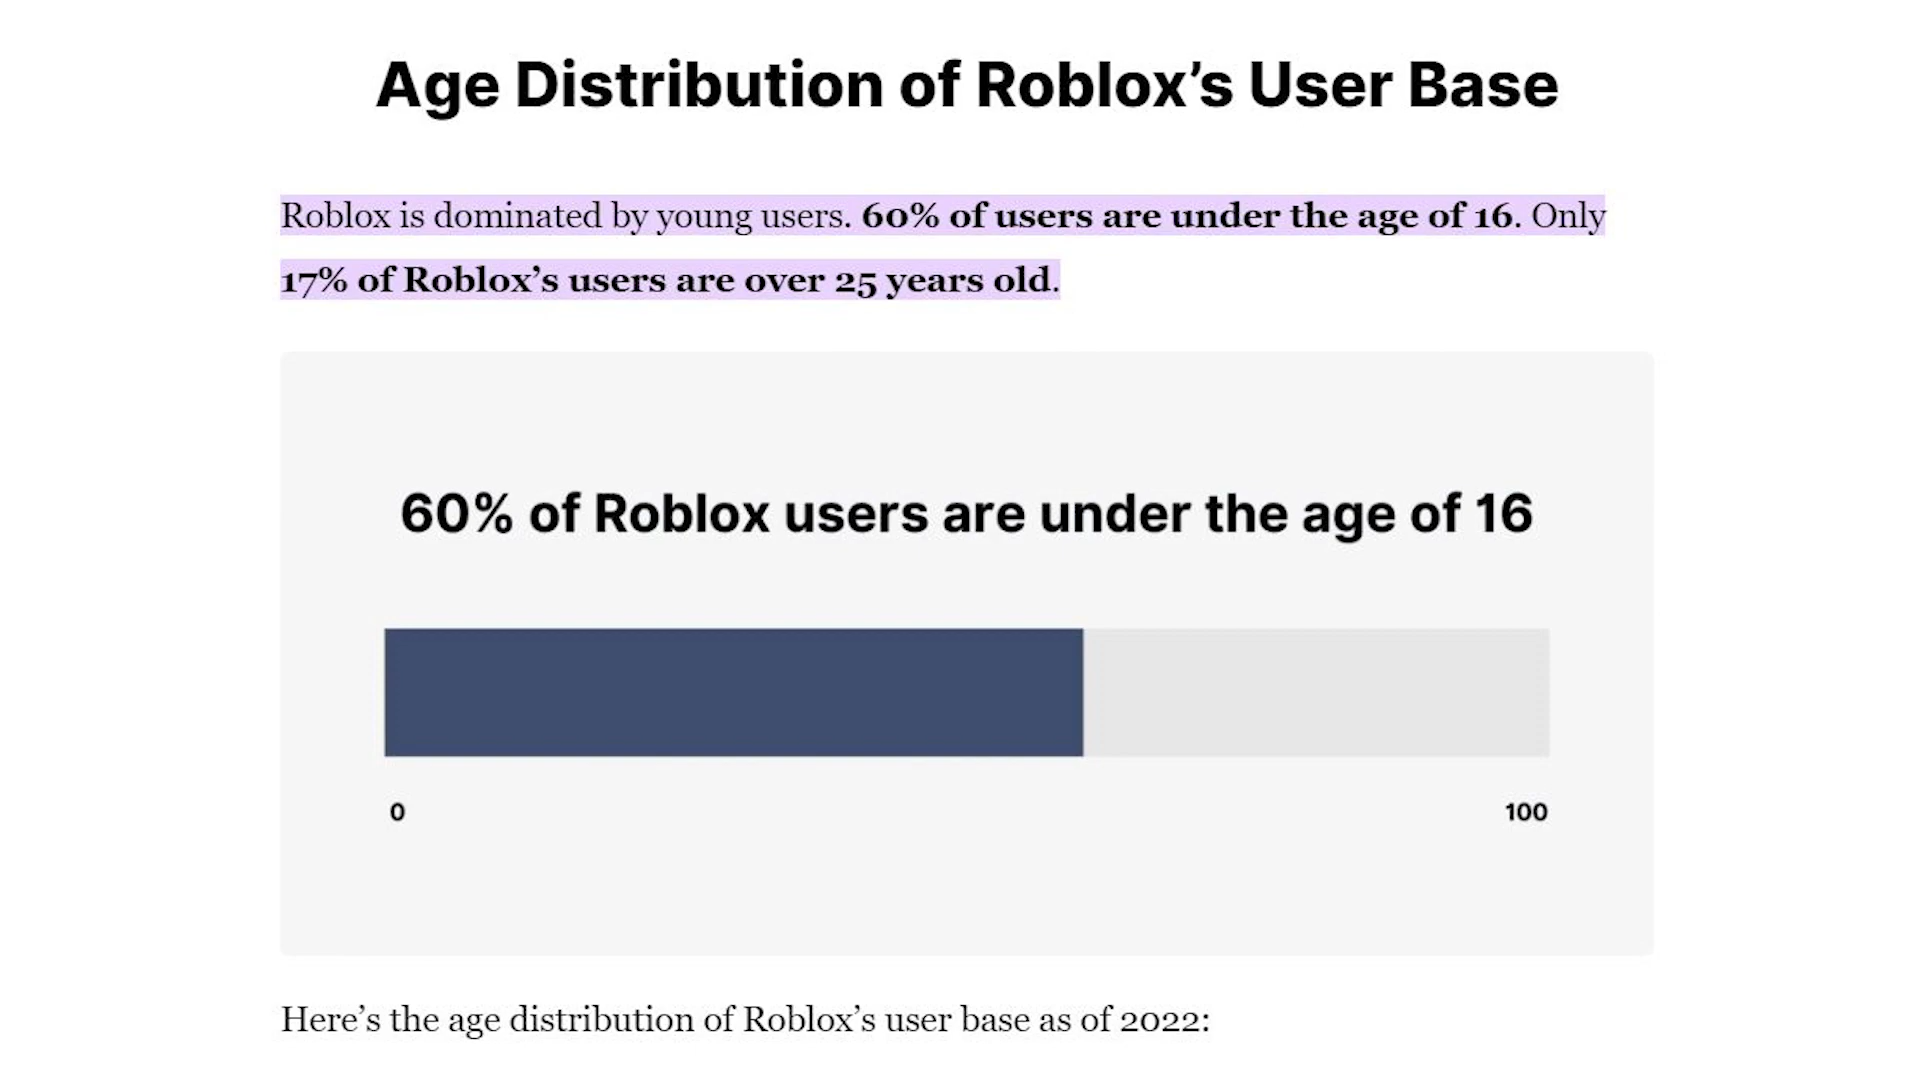 Age Distribution of Roblox’s User Base
Roblox is dominated by young users. 60% of users are under the age of 16. Only
17% of Roblox’s users are over 25 years old.
60% of Roblox users are under the age of 16
0 100
Here’s the age distribution of Roblox’s user base as of 2022: